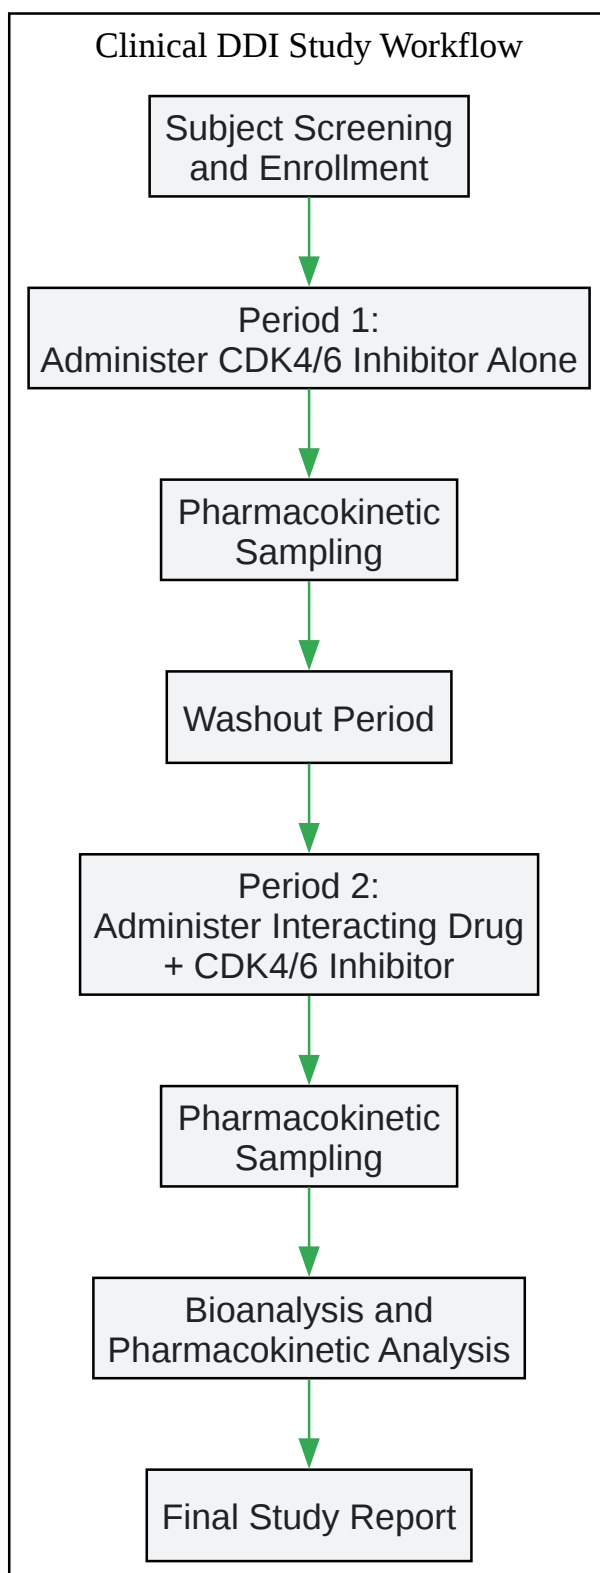 Clinical DDI Study Workflow
Subject Screening
and Enrollment
Period 1:
Administer CDK4/6 Inhibitor Alone
Pharmacokinetic
Sampling
Washout Period
Period 2:
Administer Interacting Drug
+ CDK4/6 Inhibitor
Pharmacokinetic
Sampling
Bioanalysis and
Pharmacokinetic Analysis
Final Study Report